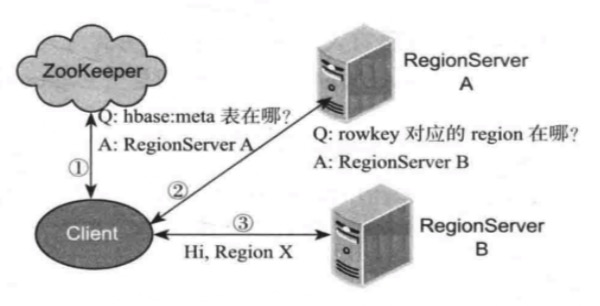 ZooKeeper
RegionServer
A
Q: hbase:meta 表在哪?
A: RegionServer A
Q: rowkey 对应的 region 在哪?
A: RegionServer B
①
②
③
Client
Hi, Region X
RegionServer
B